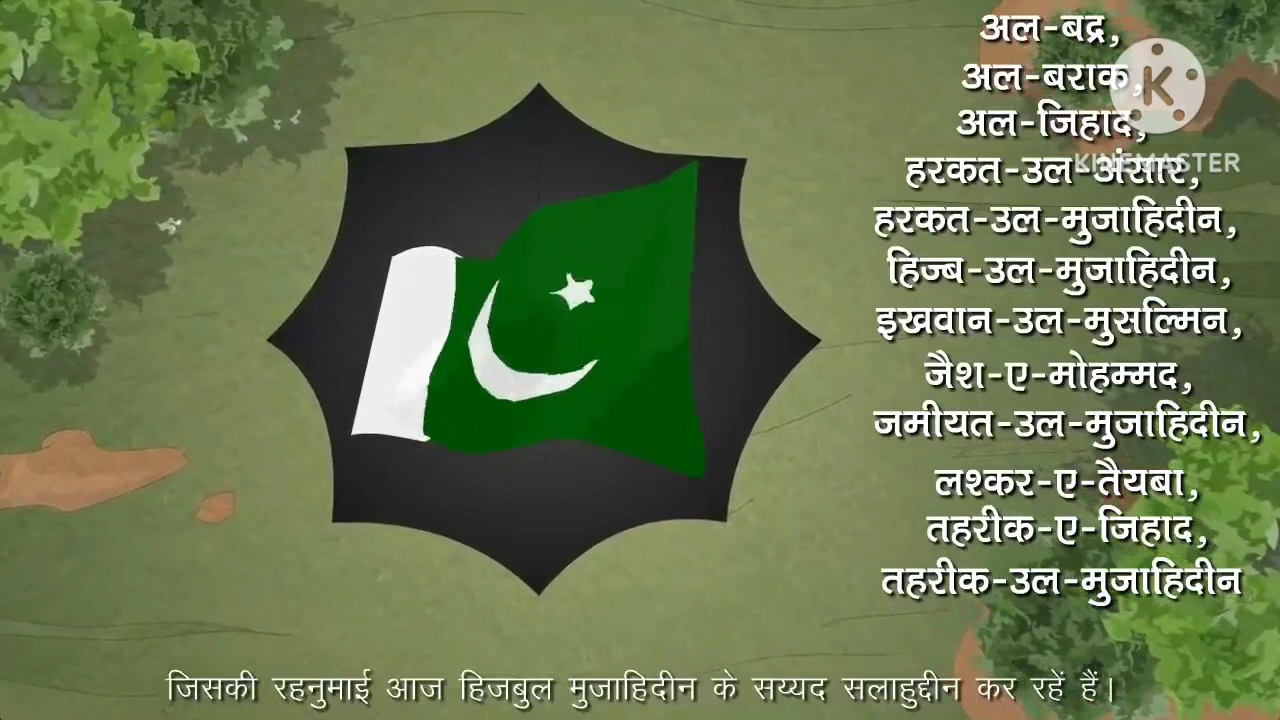 अल-बद्र,
अल-बराक,
अल-जिहाद,
हरकत-उल-अंसार,
हरकत-उल-मुजाहिदीन,
हिज्ब-उल-मुजाहिदीन,
इखवान-उल-मुसल्मिन,
जैश-ए-मोहम्मद,
जमीयत-उल-मुजाहिदीन,
लश्कर-ए-तैयबा,
तहरीक-ए-जिहाद,
तहरीक-उल-मुजाहिदीन
K
KINEMASTER
जिसकी रहनुमाई आज हिजबुल मुजाहिदीन के सय्यद सलाहुद्दीन कर रहें हैं।